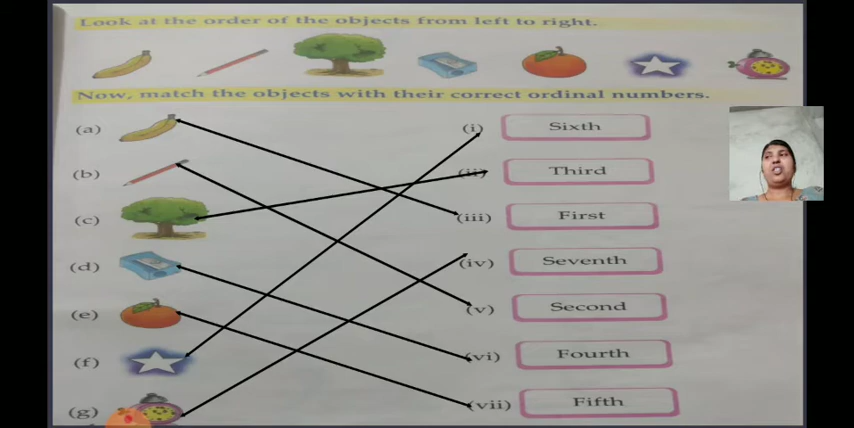 Look at the order of the objects from left to right.
Now, match the objects with their correct ordinal numbers.
(a) (i) Sixth
(b) (ii) Third
(c) (iii) First
(d) (iv) Seventh
(e) (v) Second
(f) (vi) Fourth
(g) (vii) Fifth